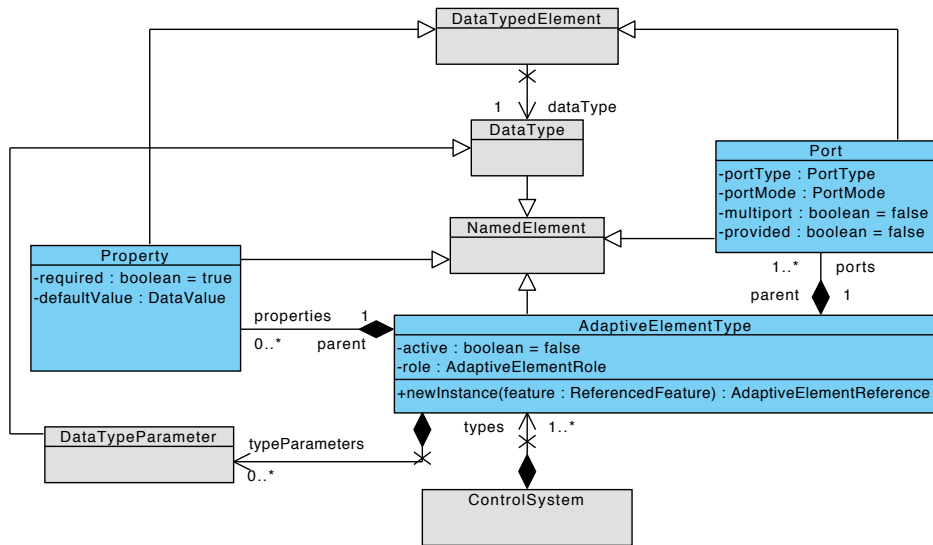 DataTypedElement
1
dataType
DataType
Port
-portType : PortType
-portMode : PortMode
-multiport : boolean = false
-provided : boolean = false
NamedElement
Property
-required : boolean = true
-defaultValue : DataValue
1..*
ports
parent
1
properties
1
0..*
parent
AdaptiveElementType
-active : boolean = false
-role : AdaptiveElementRole
+newInstance(feature : ReferencedFeature) : AdaptiveElementReference
types
1..*
DataTypeParameter
typeParameters
0..*
ControlSystem